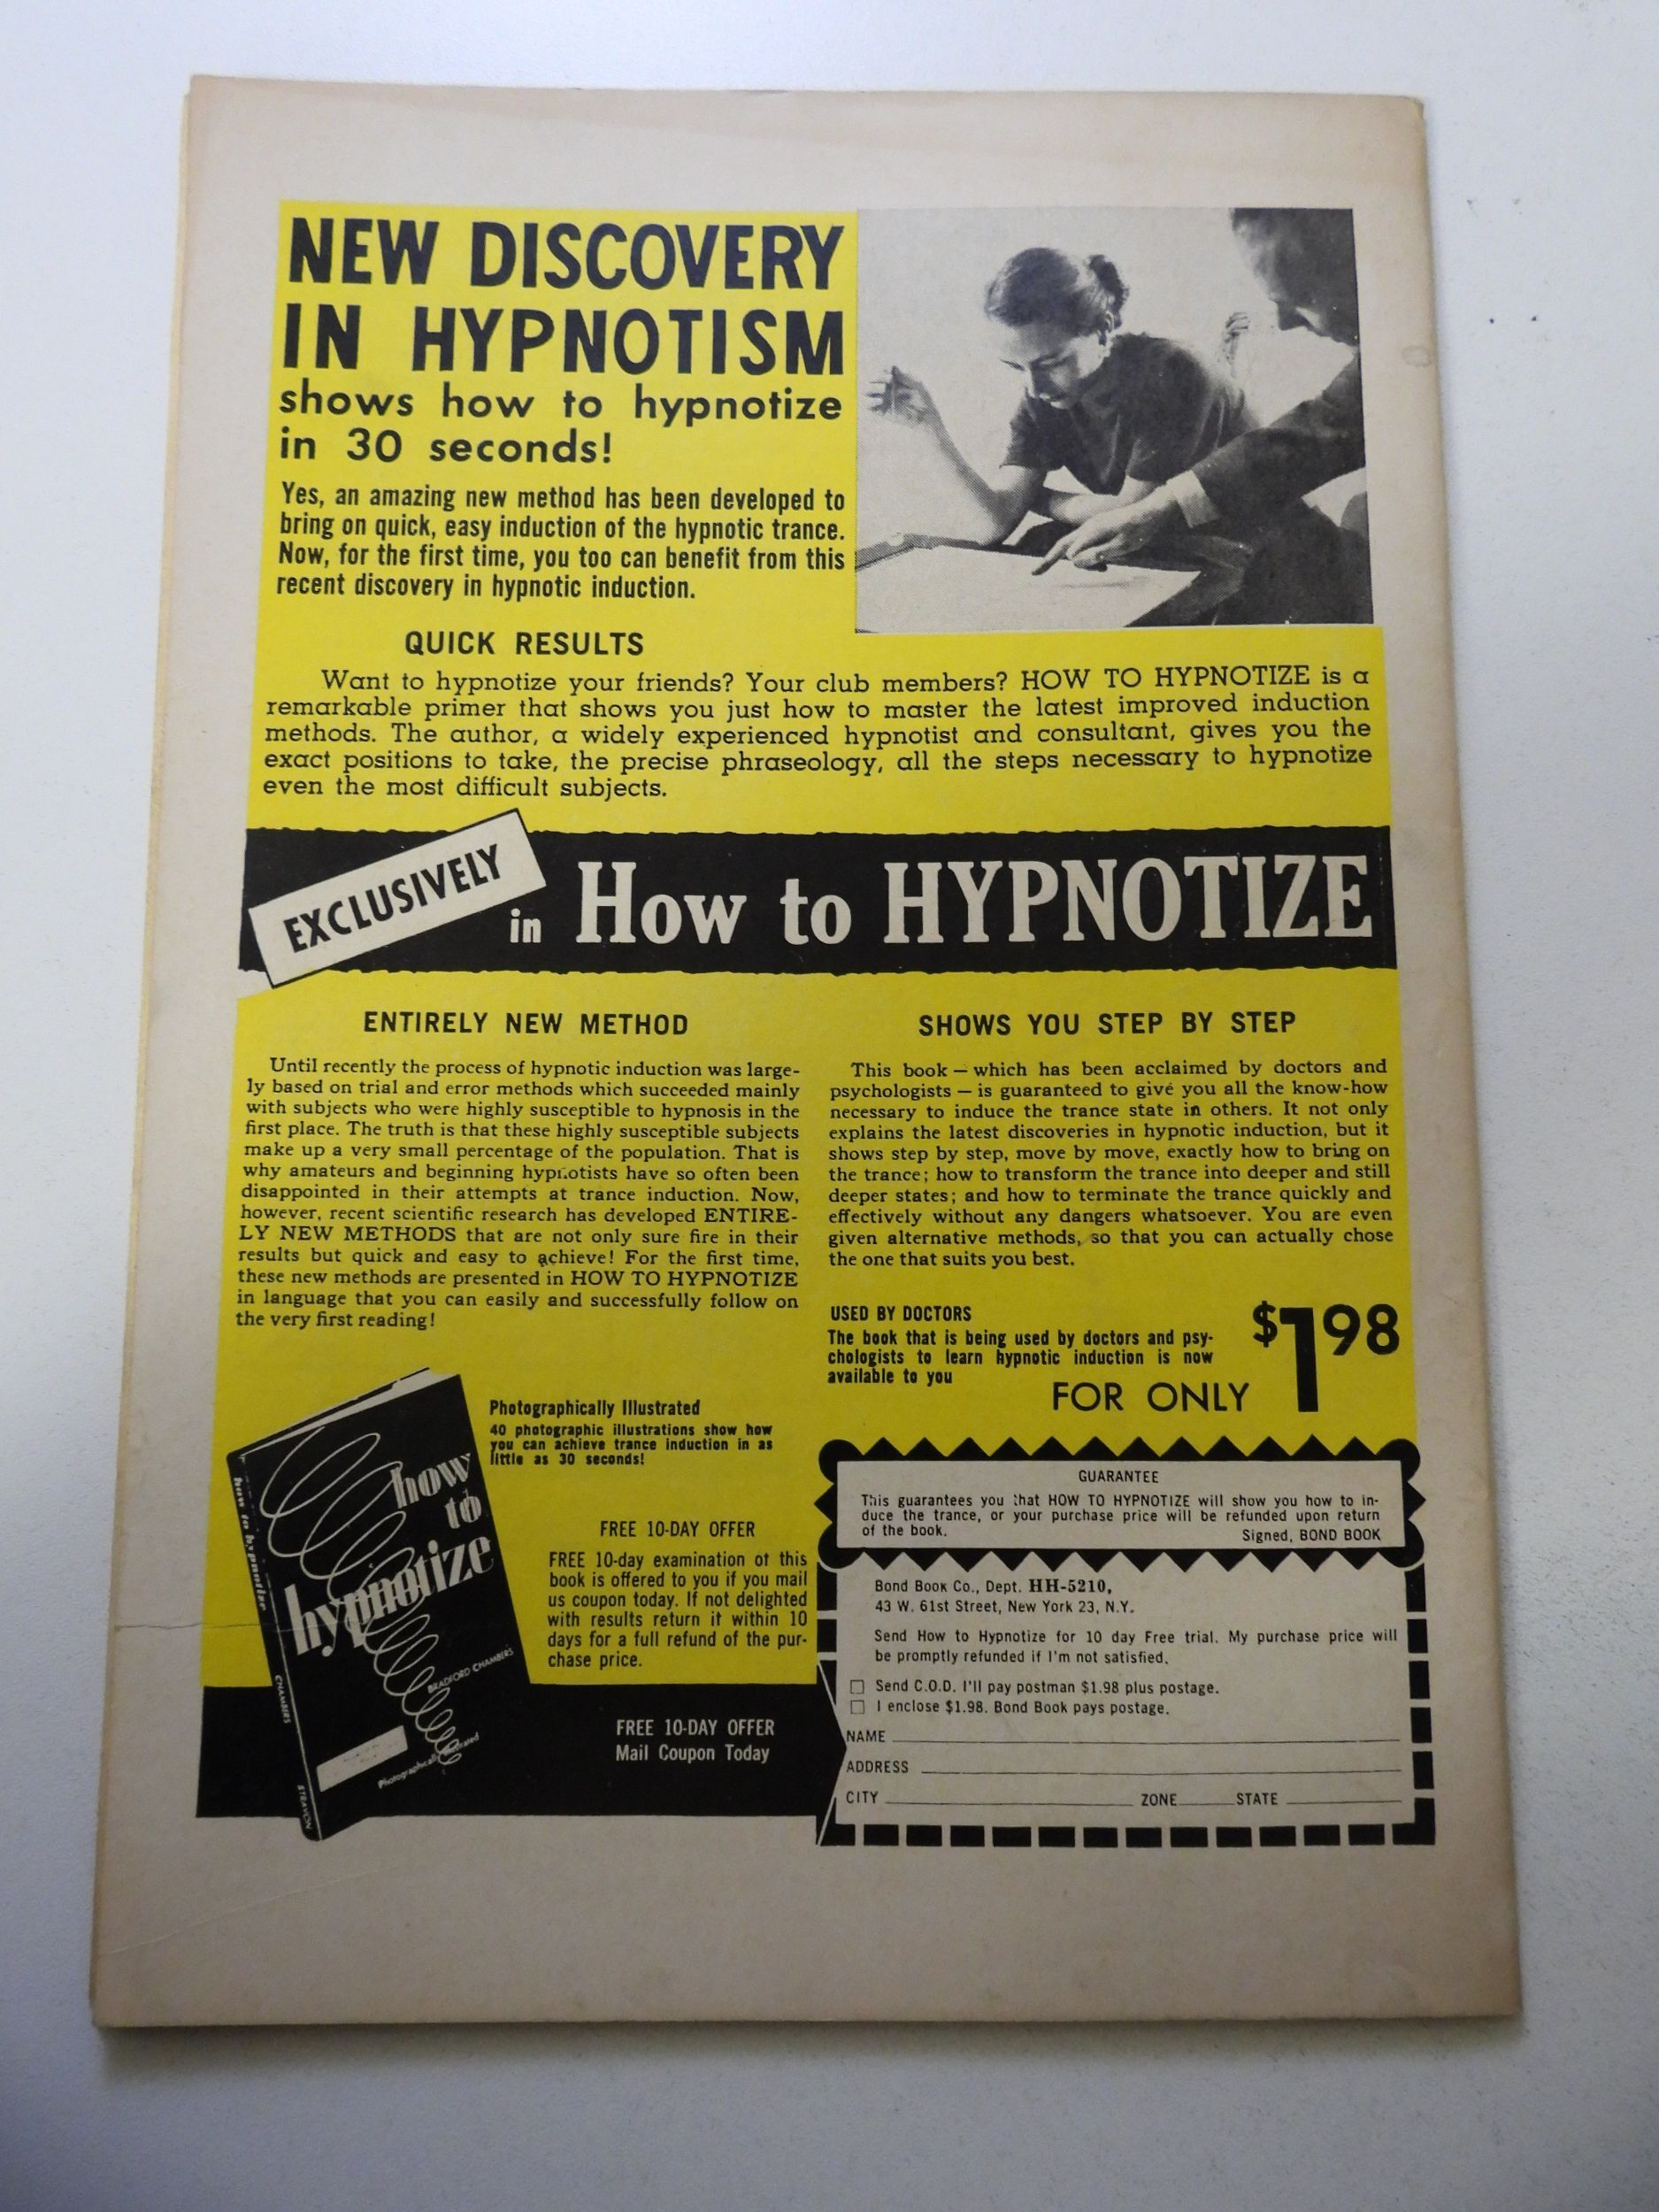 NEW DISCOVERY
IN HYPNOTISM
shows how to hypnotize
in 30 seconds!
Yes, an amazing new method has been developed to
bring on quick, easy induction of the hypnotic trance.
Now, for the first time, you too can benefit from this
recent discovery in hypnotic induction.
QUICK RESULTS
Want to hypnotize your friends? Your club members? HOW TO HYPNOTIZE is a
remarkable primer that shows you just how to master the latest improved induction
methods. The author, a widely experienced hypnotist and consultant, gives you the
exact positions to take, the precise phraseology, all the steps necessary to hypnotize
even the most difficult subjects.
EXCLUSIVELY
in How to HYPNOTIZE
ENTIRELY NEW METHOD
Until recently the process of hypnotic induction was large-
ly based on trial and error methods which succeeded mainly
with subjects who were highly susceptible to hypnosis in the
first place. The truth is that these highly susceptible subjects
make up a very small percentage of the population. That is
why amateurs and beginning hypnotists have so often been
disappointed in their attempts at trance induction. Now,
however, recent scientific research has developed ENTIRE-
LY NEW METHODS that are not only sure fire in their
results but quick and easy to achieve! For the first time,
these new methods are presented in HOW TO HYPNOTIZE
in language that you can easily and successfully follow on
the very first reading!
SHOWS YOU STEP BY STEP
This book — which has been acclaimed by doctors and
psychologists — is guaranteed to give you all the know-how
necessary to induce the trance state in others. It not only
explains the latest discoveries in hypnotic induction, but it
shows step by step, move by move, exactly how to bring on
the trance; how to transform the trance into deeper and still
deeper states; and how to terminate the trance quickly and
effectively without any dangers whatsoever. You are even
given alternative methods, so that you can actually chose
the one that suits you best.
USED BY DOCTORS
The book that is being used by doctors and psy-
chologists to learn hypnotic induction is now
available to you
FOR ONLY $1 98
Photographically Illustrated
40 photographic illustrations show how
you can achieve trance induction in as
little as 30 seconds!
how
to
hypnotize
BRADFORD CHAMBERS
Photographically Illustrated
how to hypnotize
CHAMBERS
STRAVON
FREE 10-DAY OFFER
FREE 10-day examination of this
book is offered to you if you mail
us coupon today. If not delighted
with results return it within 10
days for a full refund of the pur-
chase price.
FREE 10-DAY OFFER
Mail Coupon Today
GUARANTEE
This guarantees you that HOW TO HYPNOTIZE will show you how to in-
duce the trance, or your purchase price will be refunded upon return
of the book. Signed, BOND BOOK
Bond Book Co., Dept. HH-5210,
43 W. 61st Street, New York 23, N.Y.
Send How to Hypnotize for 10 day Free trial. My purchase price will
be promptly refunded if I'm not satisfied.
Send C.O.D. I'll pay postman $1.98 plus postage.
I enclose $1.98. Bond Book pays postage.
NAME
ADDRESS
CITY ZONE STATE